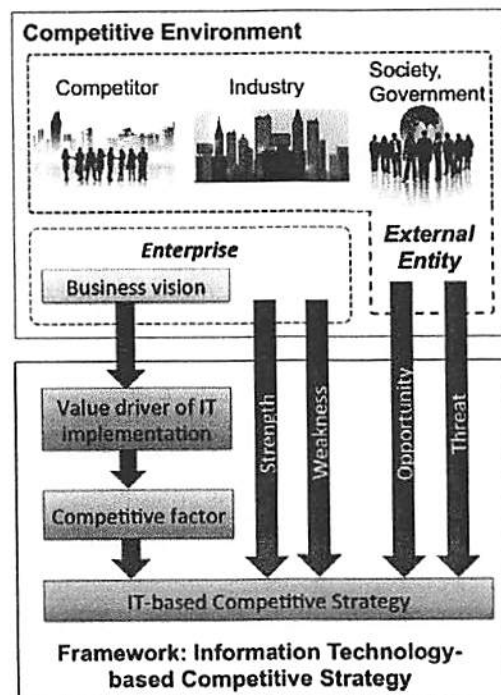 Competitive Environment
Competitor
Industry
Society,
Government
Enterprise
External
Entity
Business vision
Value driver of IT
implementation
Competitive factor
Strength
Weakness
Opportunity
Threat
IT-based Competitive Strategy
Framework: Information Technology-
based Competitive Strategy